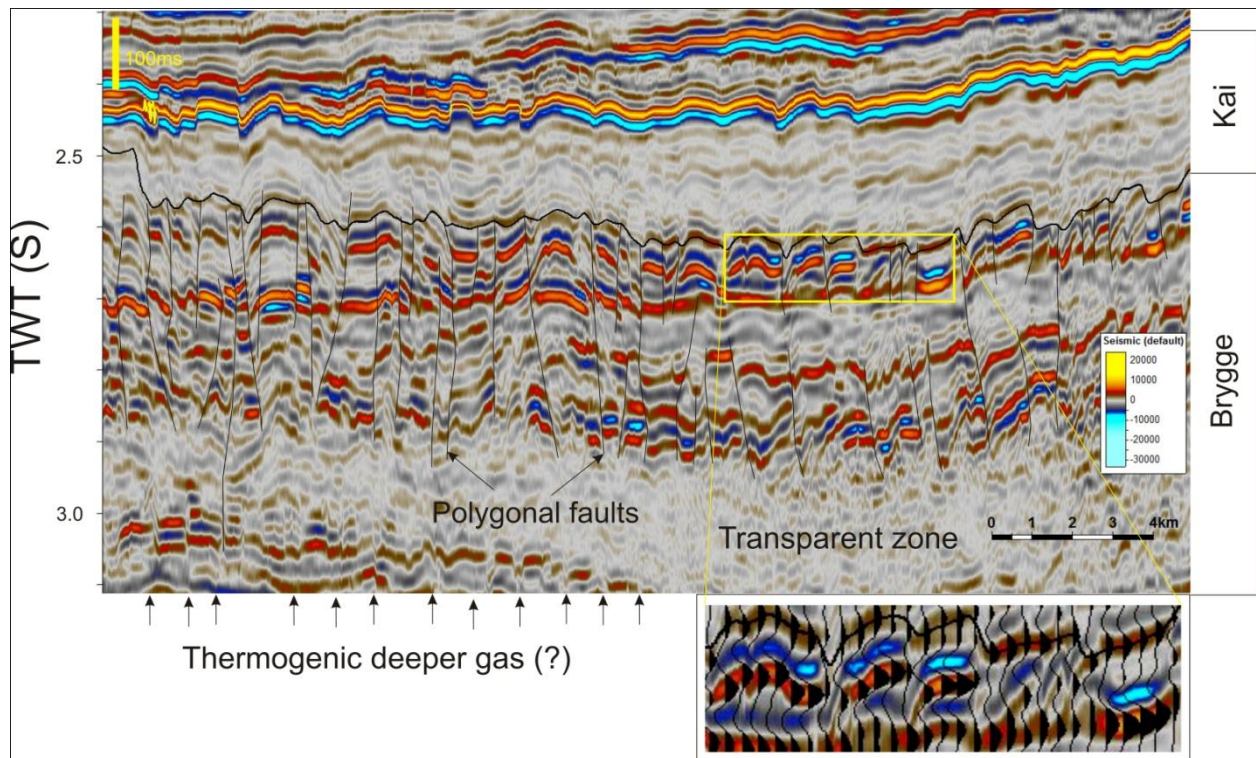 100ms
Kai
2.5
TWT (S)
Brygge
Seismic (default)
20000
10000
0
-10000
-20000
-30000
3.0
Polygonal faults
Transparent zone
0 1 2 3 4km
Thermogenic deeper gas (?)